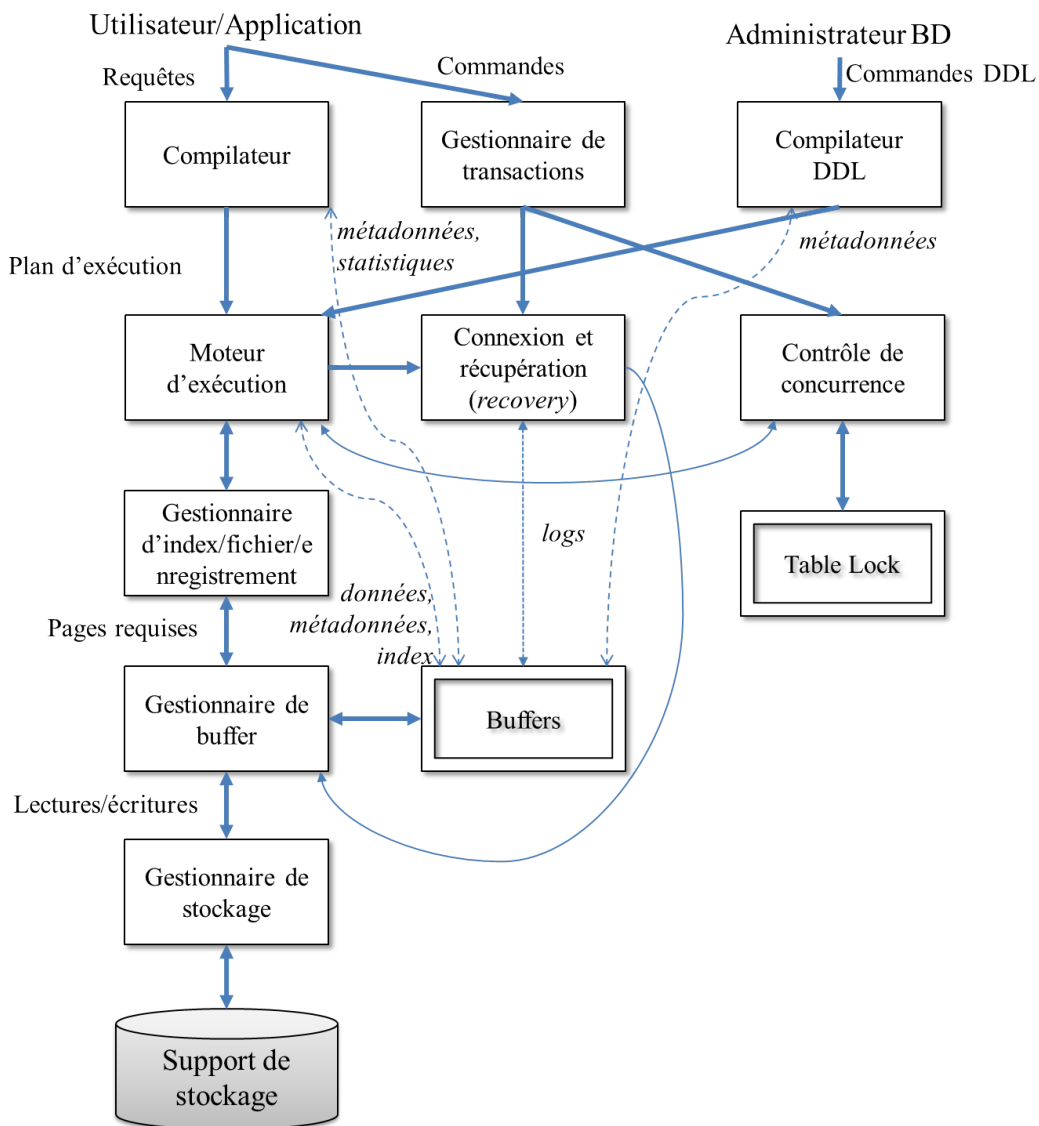 Utilisateur/Application
Administrateur BD
Requêtes
Commandes
Commandes DDL
Compilateur
Gestionnaire de
transactions
Compilateur
DDL
métadonnées,
statistiques
métadonnées
Plan d’exécution
Moteur
d’exécution
Connexion et
récupération
(recovery)
Contrôle de
concurrence
Gestionnaire
d’index/fichier/e
nregistrement
logs
Table Lock
données,
métadonnées,
index
Pages requises
Gestionnaire de
buffer
Buffers
Lectures/écritures
Gestionnaire de
stockage
Support de
stockage